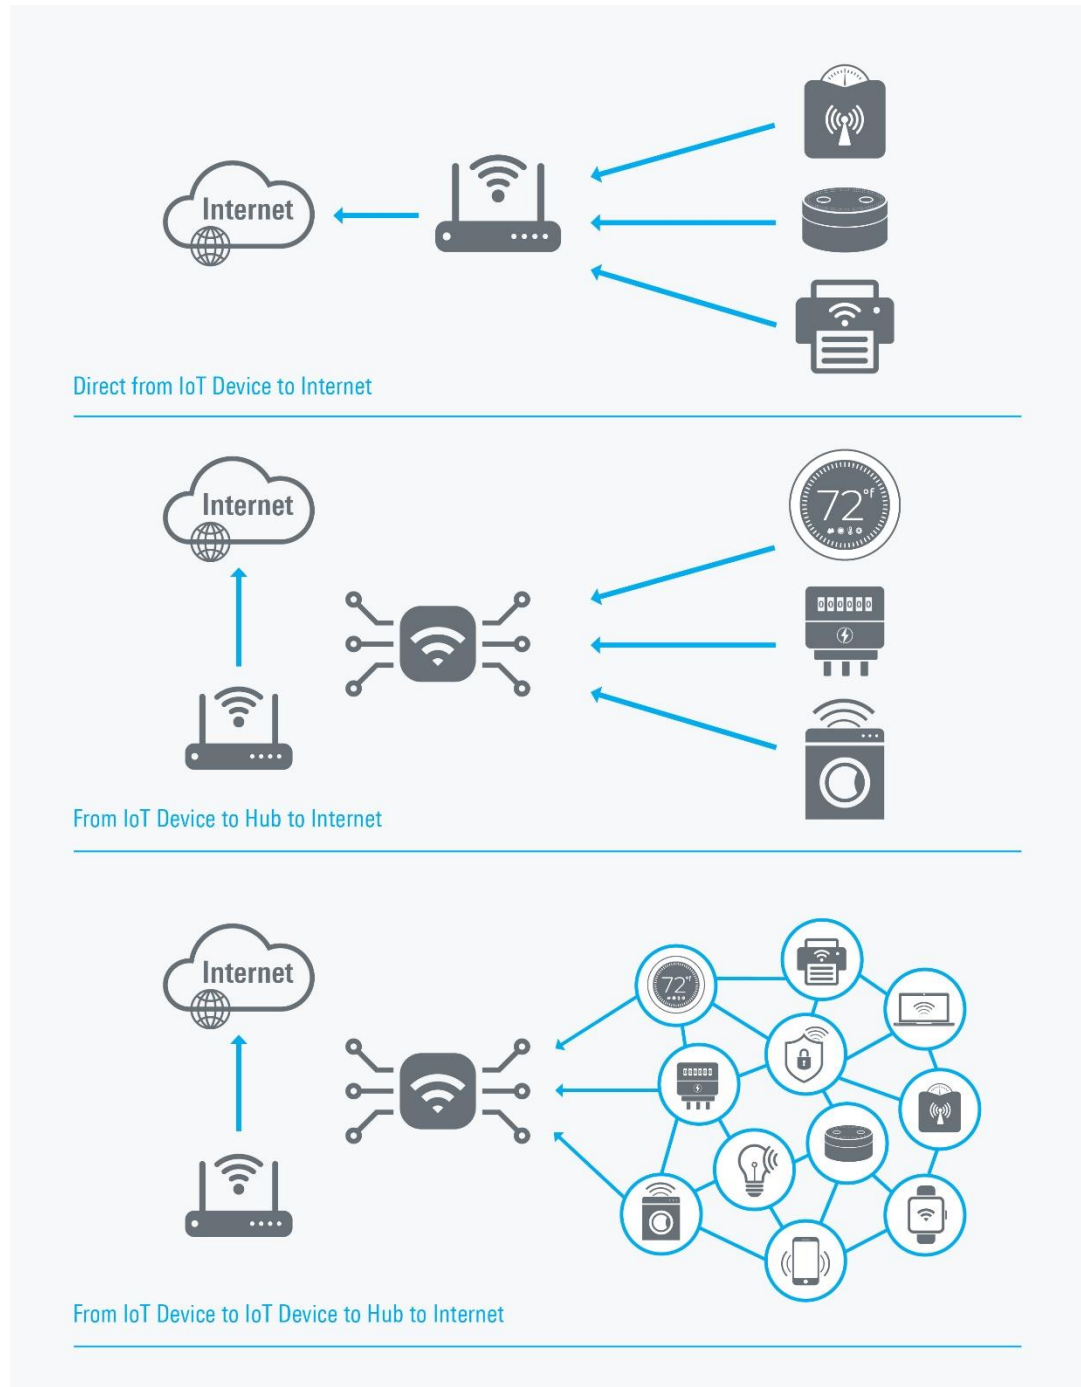 Internet
Direct from IoT Device to Internet
Internet
72°F
000000
From IoT Device to Hub to Internet
Internet
72°F
000000
From IoT Device to IoT Device to Hub to Internet